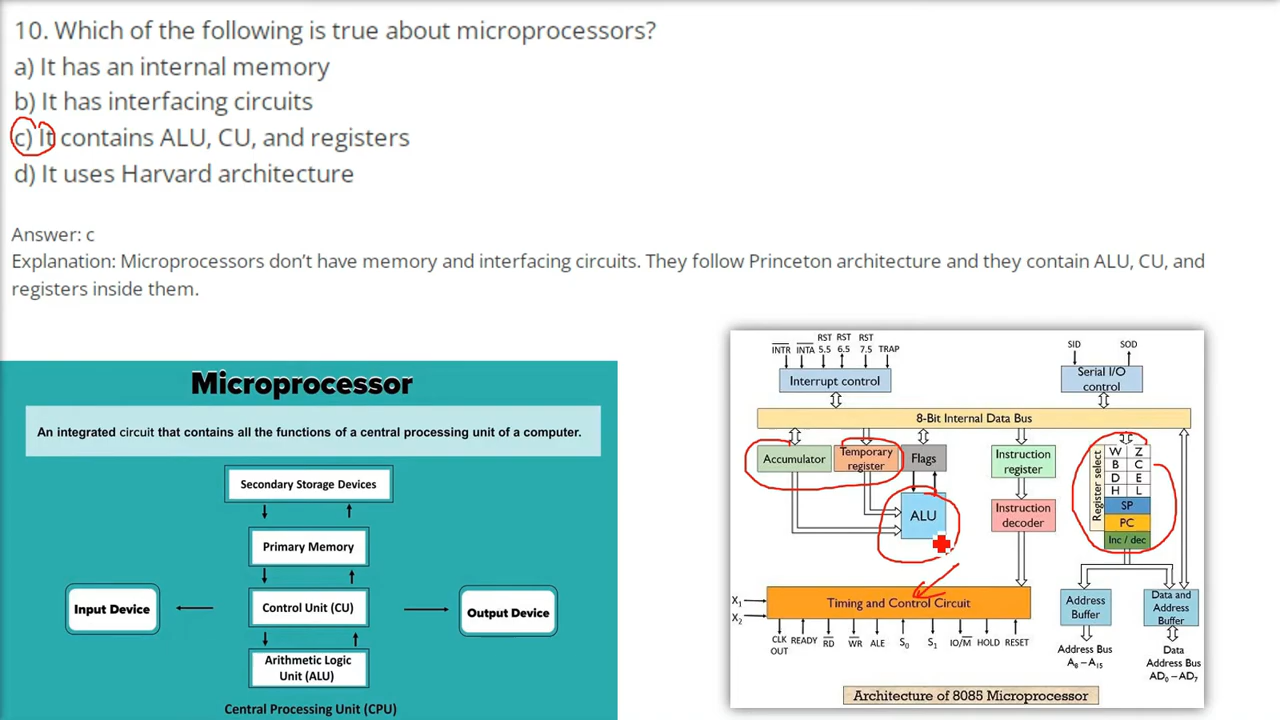 10. Which of the following is true about microprocessors?
a) It has an internal memory
b) It has interfacing circuits
c) It contains ALU, CU, and registers
d) It uses Harvard architecture
Answer: c
Explanation: Microprocessors don't have memory and interfacing circuits. They follow Princeton architecture and they contain ALU, CU, and
registers inside them.
Microprocessor
An integrated circuit that contains all the functions of a central processing unit of a computer.
Secondary Storage Devices
Primary Memory
Input Device
Control Unit (CU)
Output Device
Arithmetic Logic
Unit (ALU)
Central Processing Unit (CPU)
RST RST RST
INTR INTA 5.5 6.5 7.5 TRAP
SID SOD
Interrupt control
Serial I/O
control
8-Bit Internal Data Bus
Accumulator
Temporary
register
Flags
Instruction
register
Register select
W Z
B C
D E
H L
SP
PC
Inc / dec
ALU
Instruction
decoder
X1
X2
Timing and Control Circuit
CLK
OUT
READY RD WR ALE S0 S1 IO/M HOLD RESET
Address
Buffer
Data and
Address
Buffer
Address Bus
A8 – A15
Data
Address Bus
AD0 – AD7
Architecture of 8085 Microprocessor